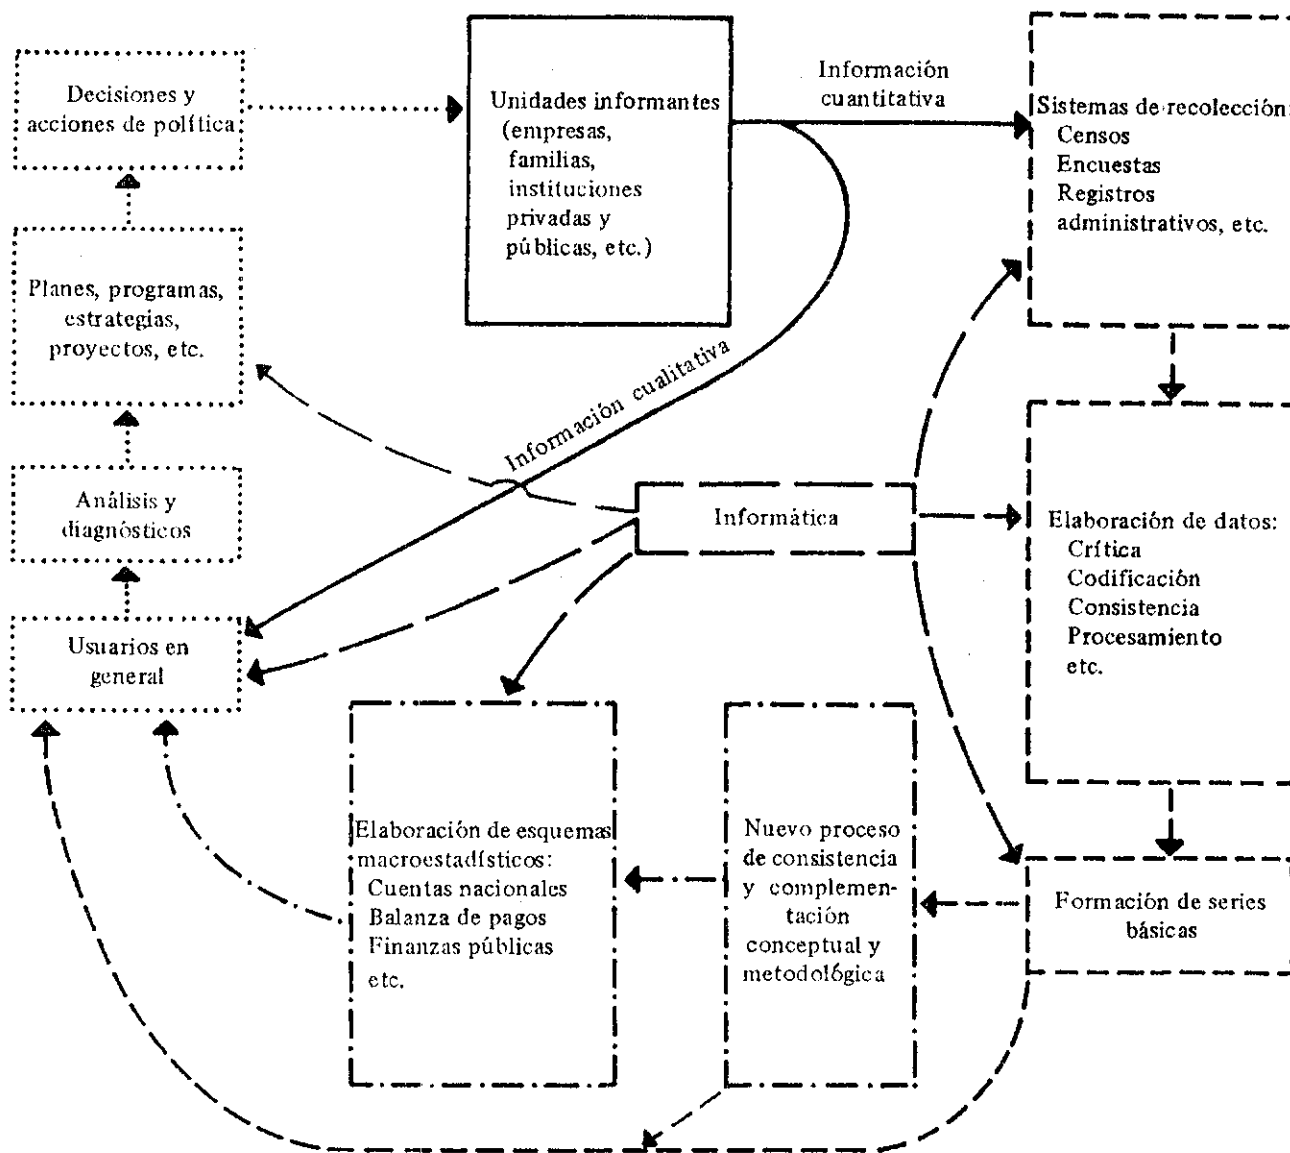 Decisiones y
acciones de política
Unidades informantes
(empresas,
familias,
instituciones
privadas y
públicas, etc.)
Información
cuantitativa
Sistemas de recolección:
Censos
Encuestas
Registros
administrativos, etc.
Planes, programas,
estrategias,
proyectos, etc.
Información cualitativa
Análisis y
diagnósticos
Informática
Elaboración de datos:
Crítica
Codificación
Consistencia
Procesamiento
etc.
Usuarios en
general
Elaboración de esquemas
macroestadísticos:
Cuentas nacionales
Balanza de pagos
Finanzas públicas
etc.
Nuevo proceso
de consistencia
y complemen-
tación
conceptual y
metodológica
Formación de series
básicas